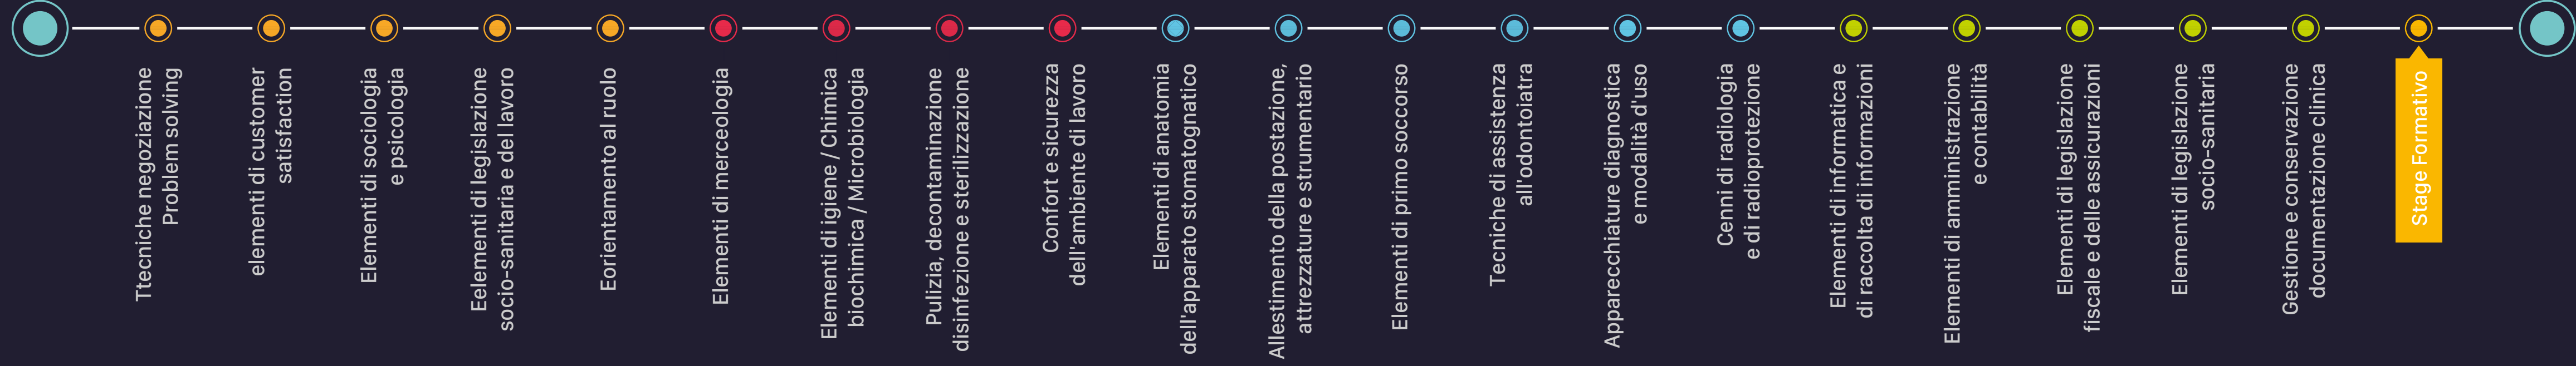 Ttecniche negoziazione
Problem solving
elementi di customer
satisfaction
Elementi di sociologia
e psicologia
Eelementi di legislazione
socio-sanitaria e del lavoro
Eorientamento al ruolo
Elementi di merceologia
Elementi di igiene / Chimica
biochimica / Microbiologia
Pulizia, decontaminazione
disinfezione e sterilizzazione
Confort e sicurezza
dell'ambiente di lavoro
Elementi di anatomia
dell'apparato stomatognatico
Allestimento della postazione,
attrezzature e strumentario
Elementi di primo soccorso
Tecniche di assistenza
all'odontoiatra
Apparecchiature diagnostica
e modalità d'uso
Cenni di radiologia
e di radioprotezione
Elementi di informatica e
di raccolta di informazioni
Elementi di amministrazione
e contabilità
Elementi di legislazione
fiscale e delle assicurazioni
Elementi di legislazione
socio-sanitaria
Gestione e conservazione
documentazione clinica
Stage Formativo